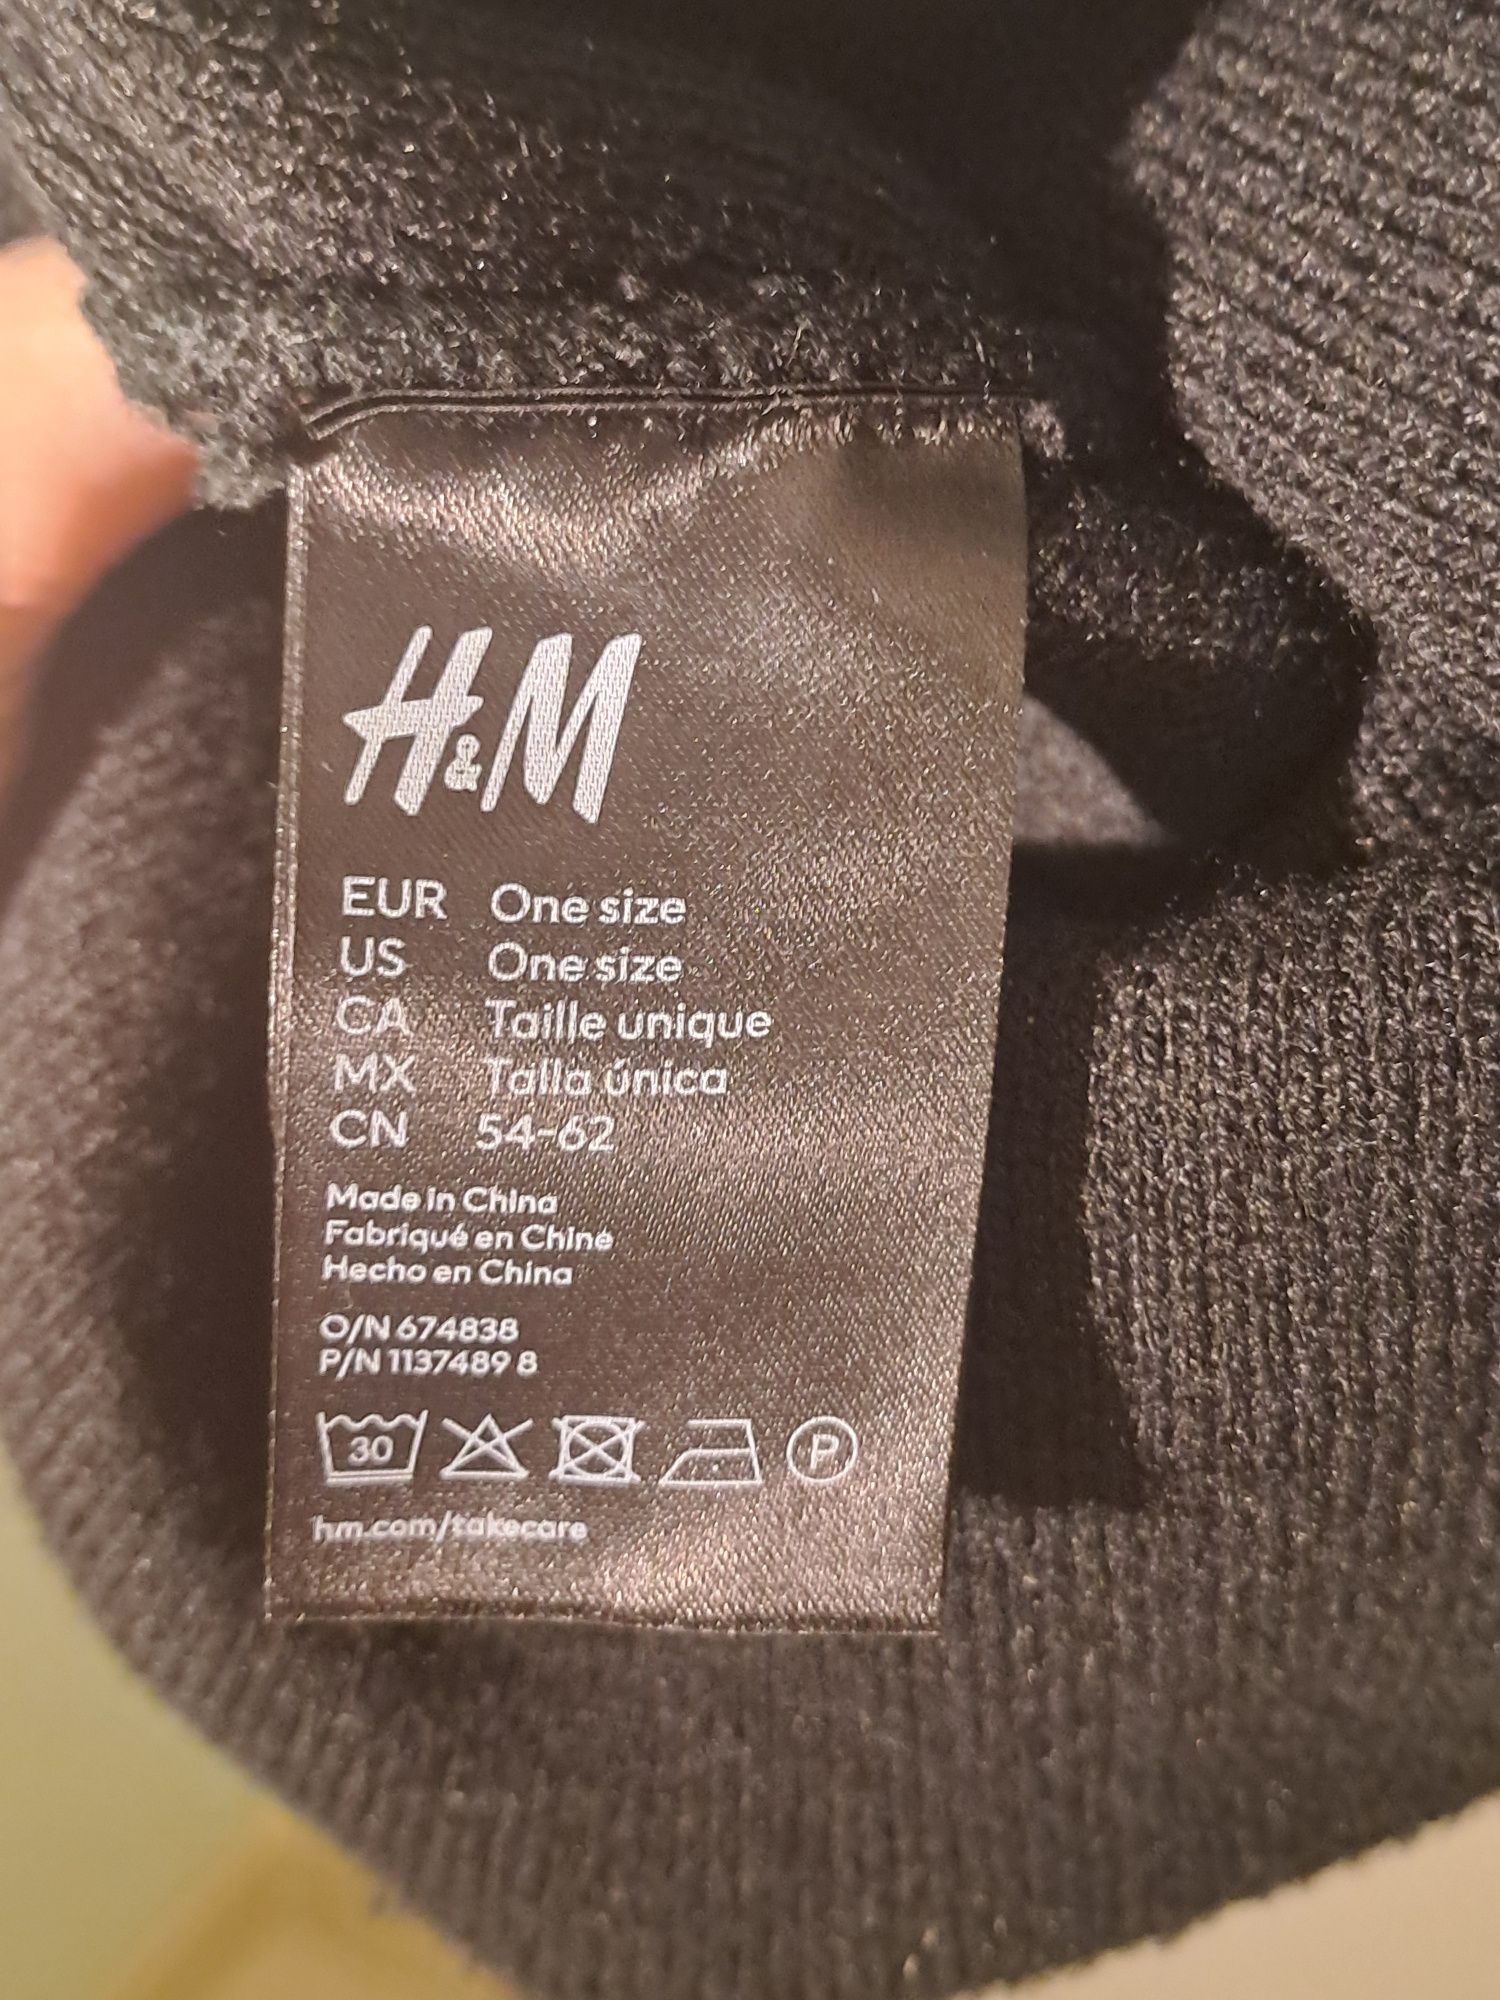 H&M
EUR One size
US One size
CA Taille unique
MX Talla única
CN 54-62
Made in China
Fabriqué en Chine
Hecho en China
O/N 674838
P/N 1137489 8
30
P
hm.com/takecare